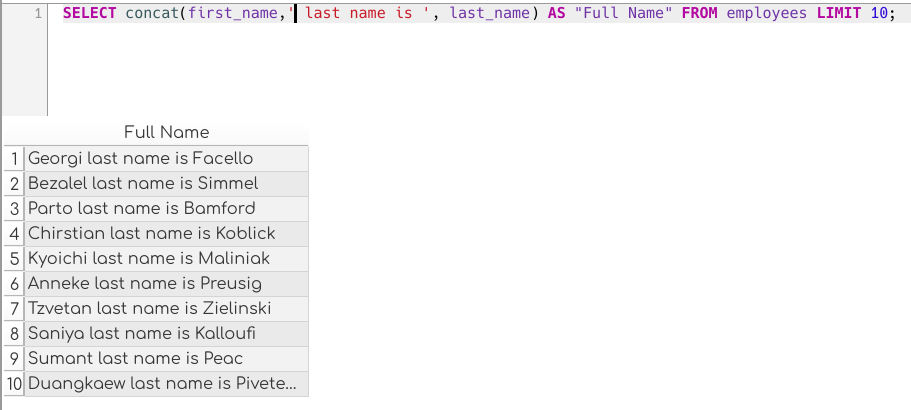 1 SELECT concat(first_name,' last name is ', last_name) AS "Full Name" FROM employees LIMIT 10;
Full Name
1 Georgi last name is Facello
2 Bezalel last name is Simmel
3 Parto last name is Bamford
4 Chirstian last name is Koblick
5 Kyoichi last name is Maliniak
6 Anneke last name is Preusig
7 Tzvetan last name is Zielinski
8 Saniya last name is Kalloufi
9 Sumant last name is Peac
10 Duangkaew last name is Pivete...